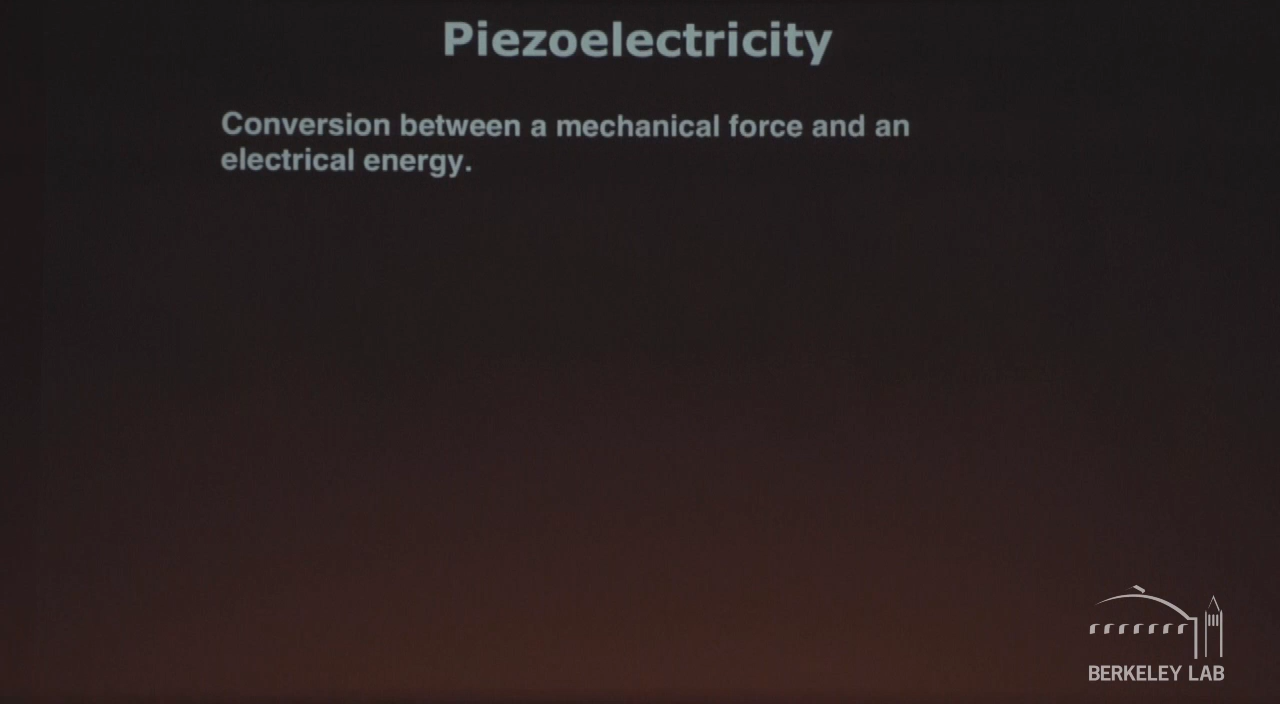 Piezoelectricity
Conversion between a mechanical force and an
electrical energy.
BERKELEY LAB